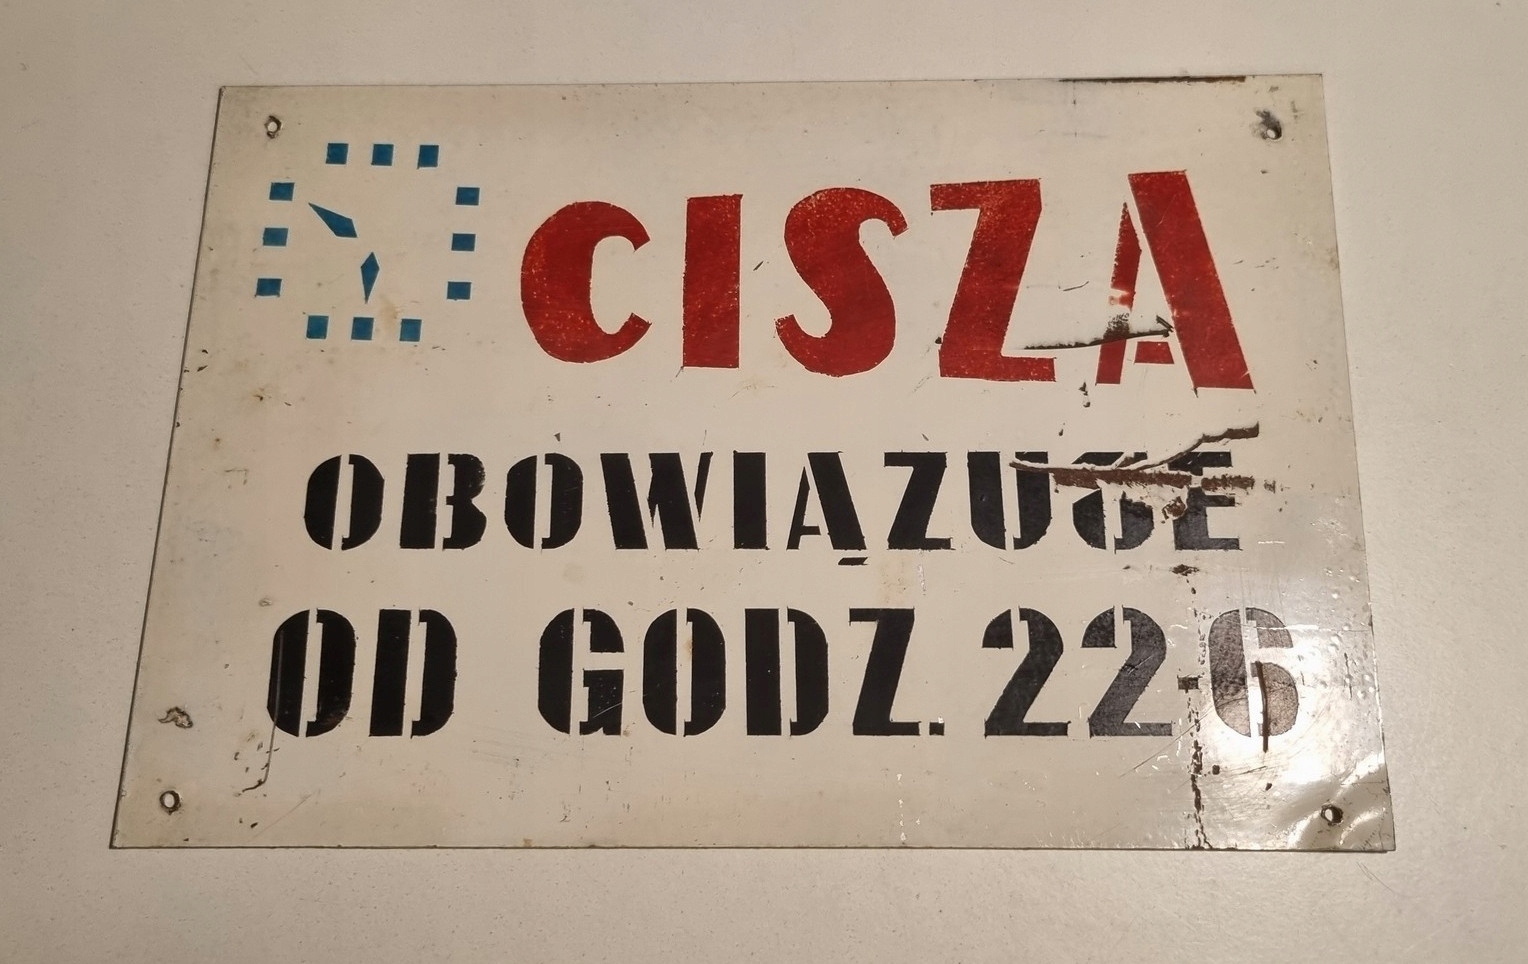 CISZA
OBOWIĄZUJE
OD GODZ. 22-6